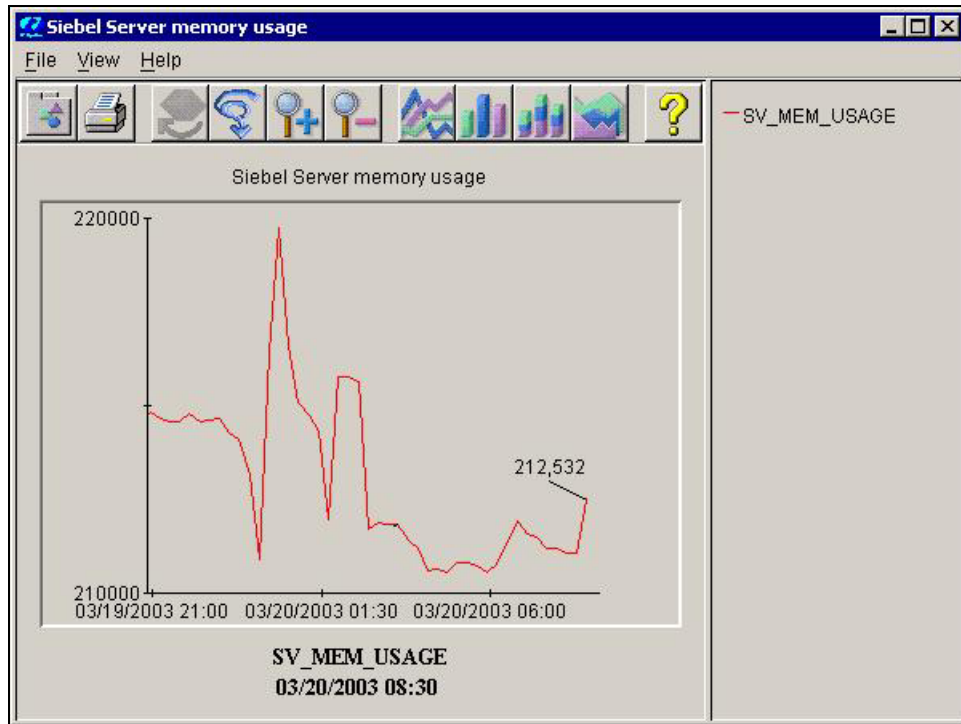 Siebel Server memory usage
File View Help
SV_MEM_USAGE
Siebel Server memory usage
220000
212,532
210000
03/19/2003 21:00 03/20/2003 01:30 03/20/2003 06:00
SV_MEM_USAGE
03/20/2003 08:30